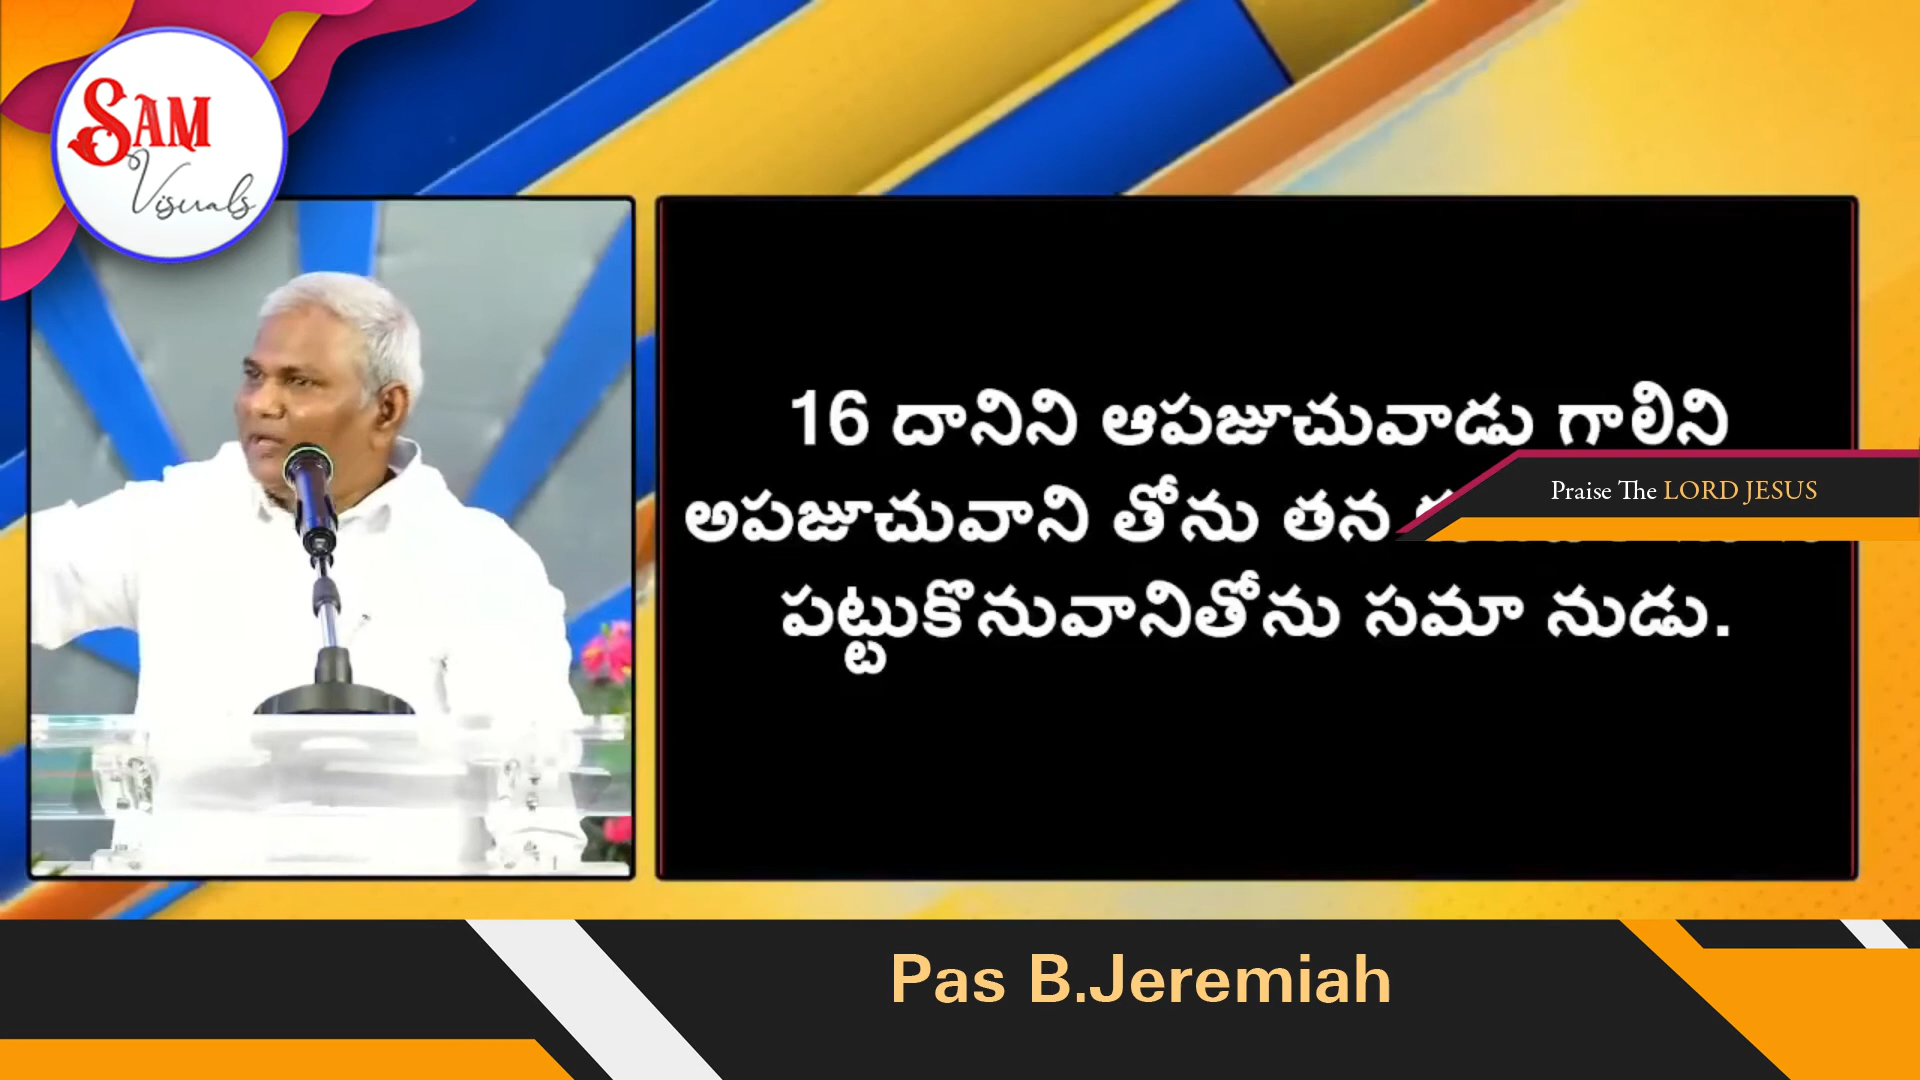 SAM
Visuals
16 దానిని ఆపజూచువాడు గాలిని
అపజూచువాని తోను తన
Praise The LORD JESUS
పట్టుకొనువానితోను సమా నుడు.
Pas B.Jeremiah